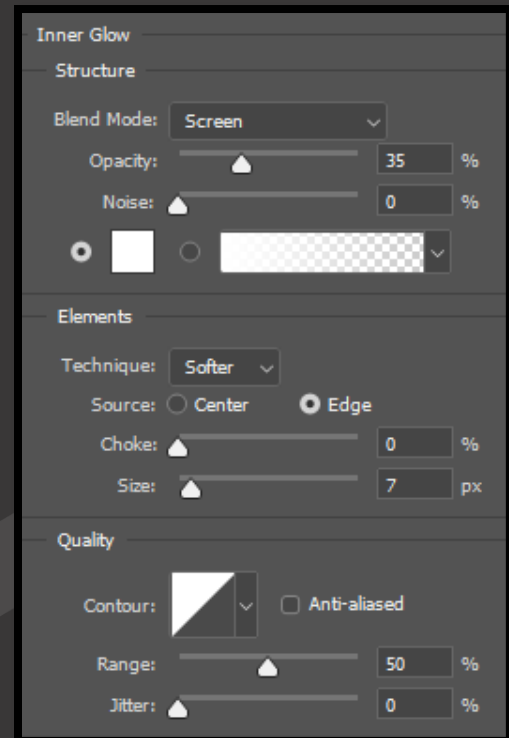 Inner Glow
Structure
Blend Mode: Screen
Opacity: 35 %
Noise: 0 %
Elements
Technique: Softer
Source: Center Edge
Choke: 0 %
Size: 7 px
Quality
Contour: Anti-aliased
Range: 50 %
Jitter: 0 %